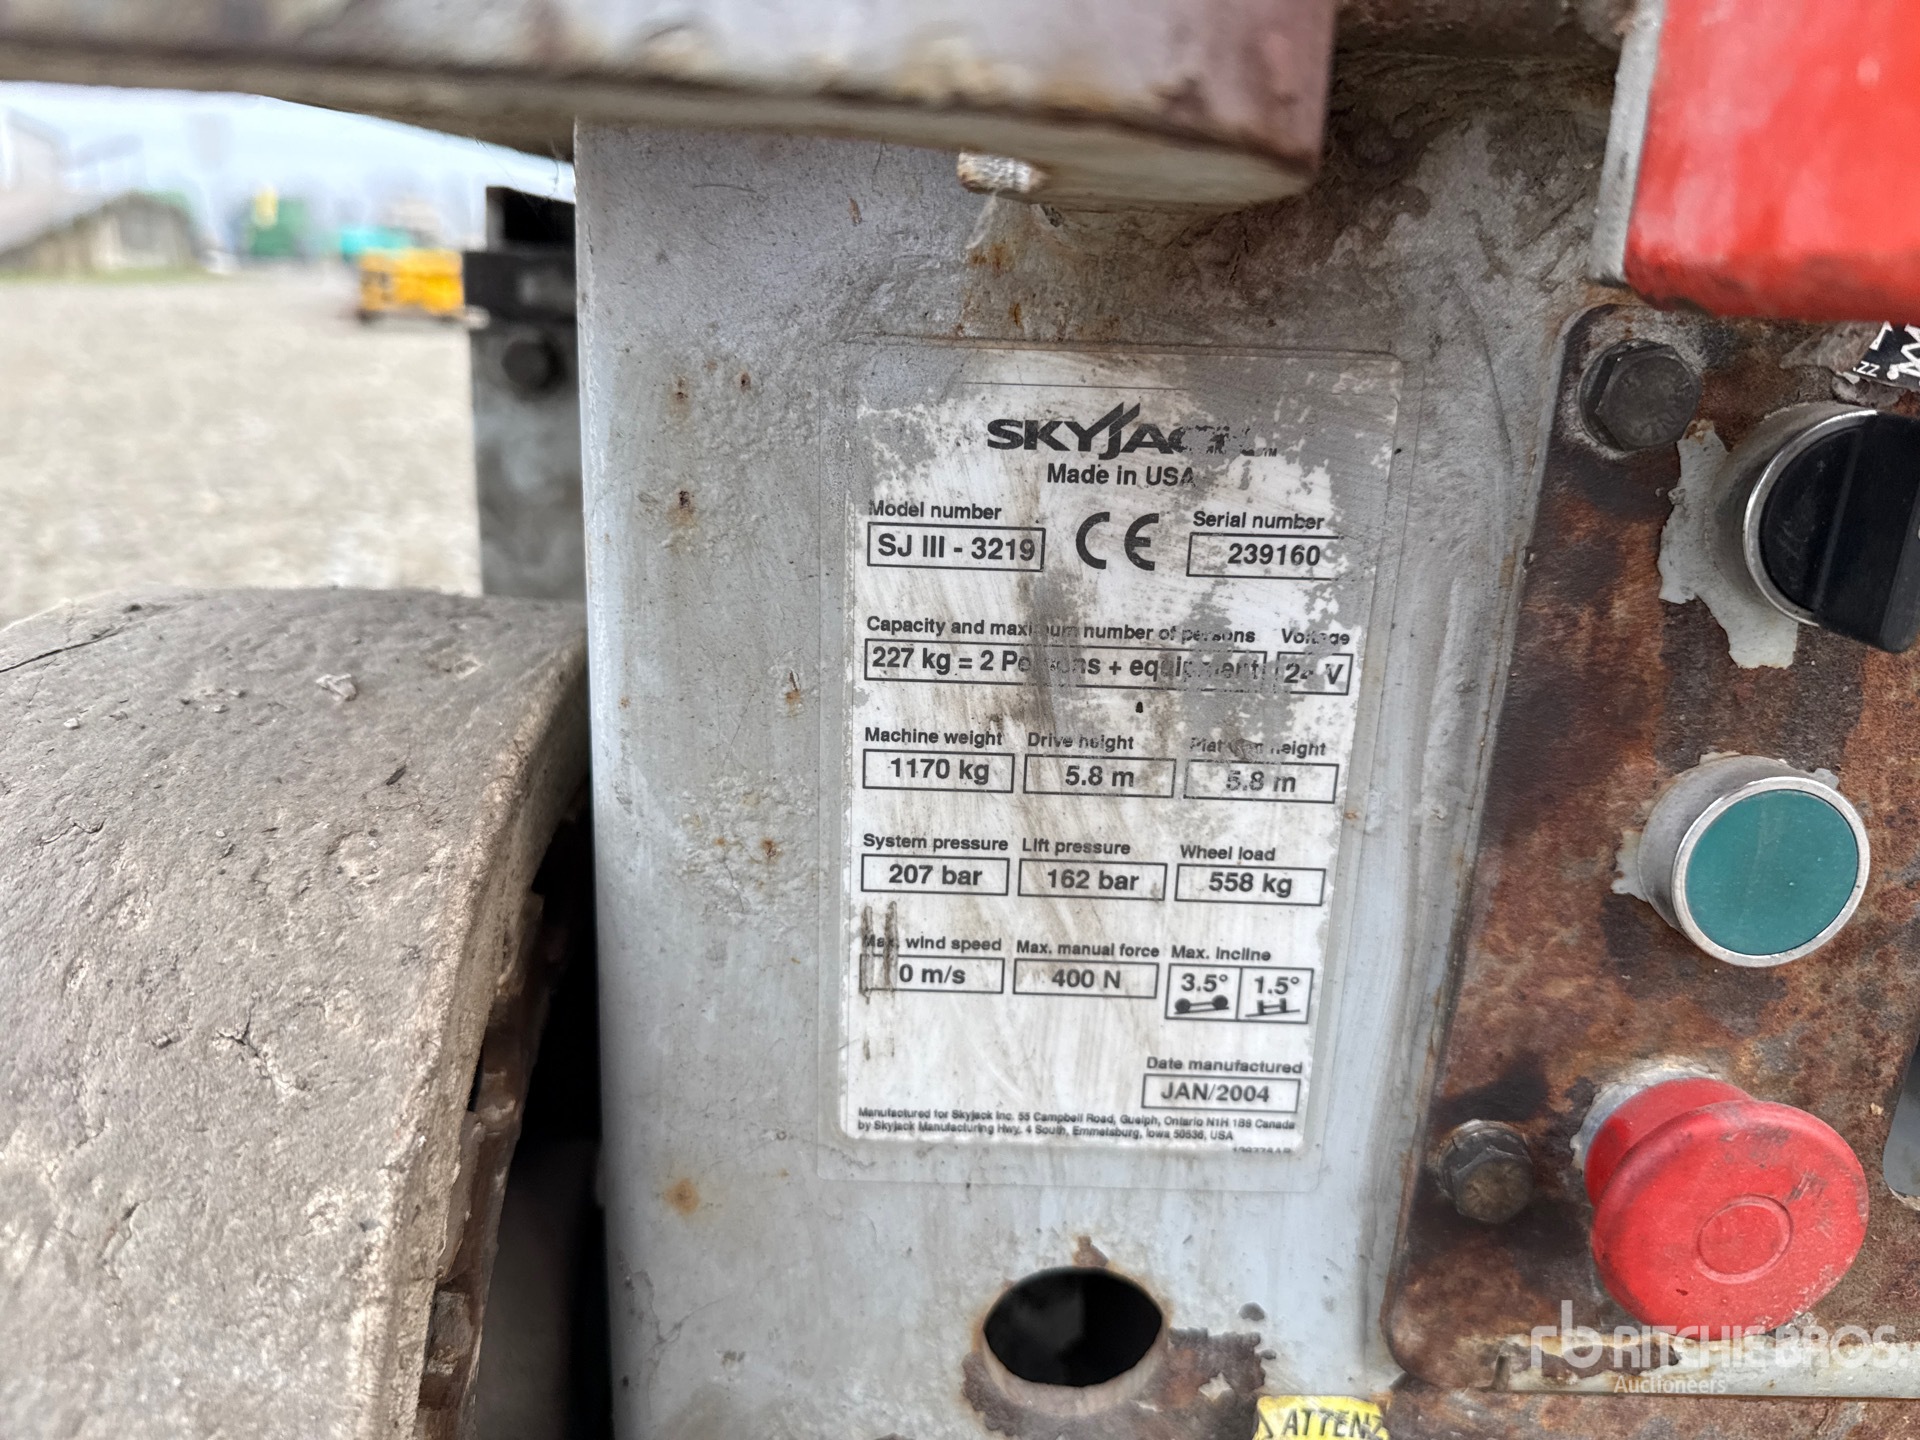 SKYJACK
Made in USA
Model number
SJ III - 3219
CE
Serial number
239160
Capacity and maximum number of persons
227 kg = 2 Persons + equipment
Voltage
24 V
Machine weight
1170 kg
Drive height
5.8 m
Platform height
5.8 m
System pressure
207 bar
Lift pressure
162 bar
Wheel load
558 kg
Max. wind speed
0 m/s
Max. manual force
400 N
Max. incline
3.5° 1.5°
Date manufactured
JAN/2004
Manufactured for Skyjack Inc. 55 Campbell Road, Guelph, Ontario N1H 1B9 Canada
by Skyjack Manufacturing Hwy. 4 South, Emmetsburg, Iowa 50536, USA
ATTENZ
rb RITCHIE BROS.
Auctioneers